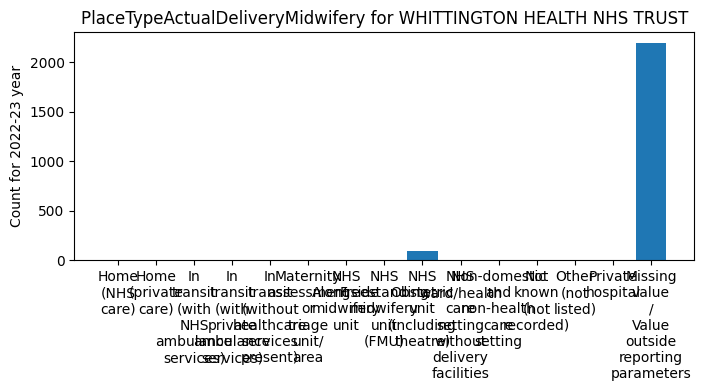 PlaceTypeActualDeliveryMidwifery for WHITTINGTON HEALTH NHS TRUST
Count for 2022-23 year
2000
1500
1000
500
0
Home
(NHS
care)
Home
(private
care)
In
transit
(with
NHS
ambulance
services)
In
transit
(with
private
ambulance
services)
In
transit
(without
healthcare
services
present)
Maternity
assessment
or
triage
unit/
area
NHS
Alongside
midwifery
unit
NHS
Freestanding
midwifery
unit
(FMU)
NHS
Obstetric
unit
(including
theatre)
NHS
ward/health
care
setting
without
delivery
facilities
Non-domestic
and
non-health
care
setting
Not
known
(not
recorded)
Other
(not
listed)
Private
hospital
Missing
value
/
Value
outside
reporting
parameters